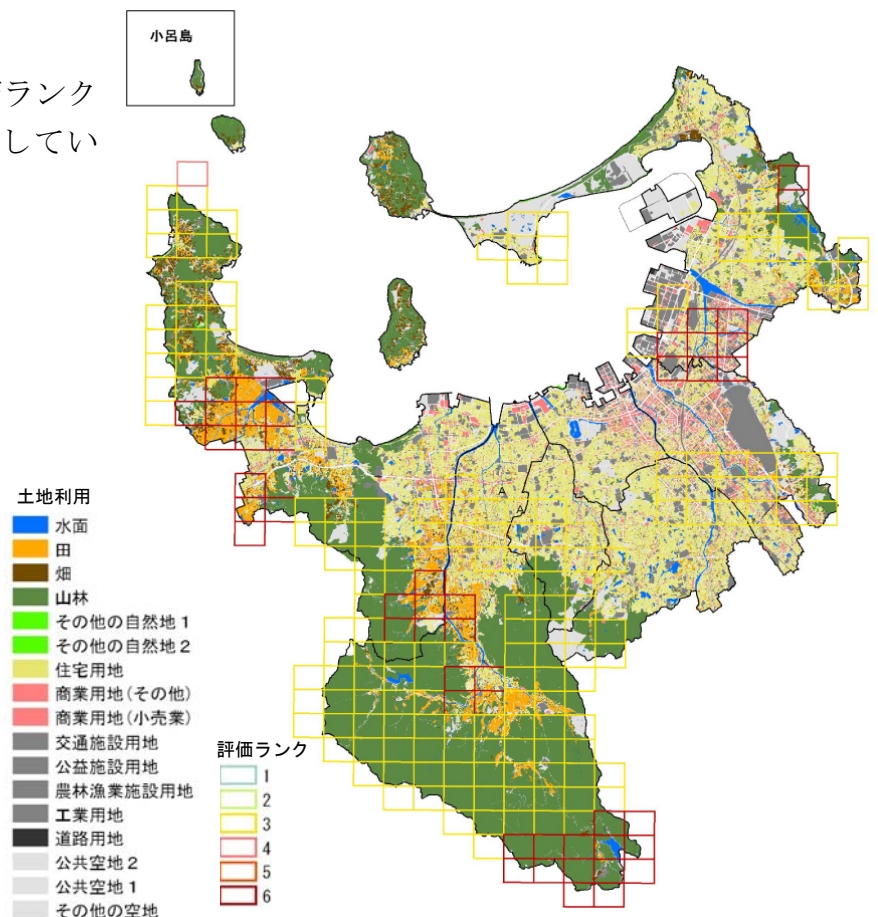 小呂島
ランク
してい
土地利用
水面
田
畑
山林
その他の自然地1
その他の自然地2
住宅用地
商業用地(その他)
商業用地(小売業)
交通施設用地
公益施設用地
農林漁業施設用地
工業用地
道路用地
公共空地2
公共空地1
その他の空地
評価ランク
1
2
3
4
5
6
A